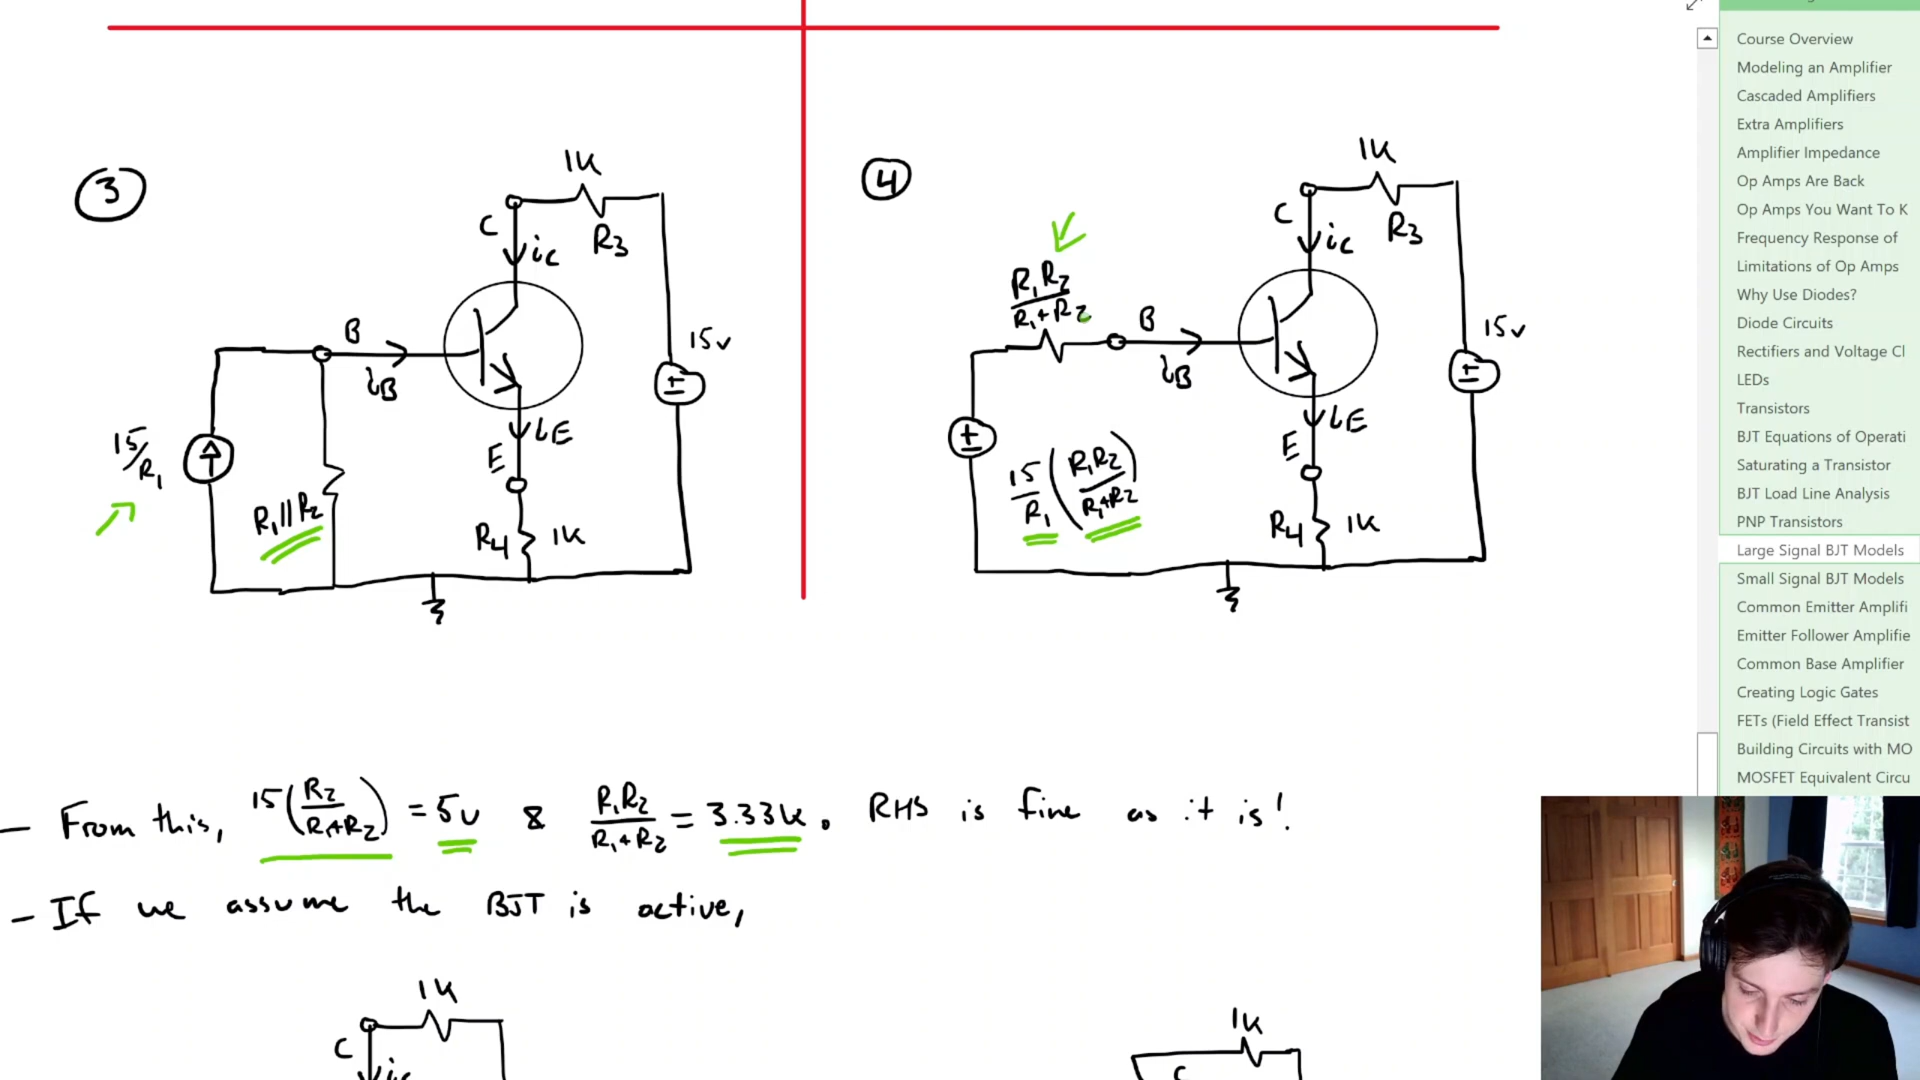 3
1K
C
ic
R3
B
iB
15v
iE
E
15/R1
R1||R2
R4
1K
4
1K
C
ic
R3
R1R2/R1+R2
B
iB
15v
iE
E
15/R1 (R1R2/R1+R2)
R4
1K
- From this, 15(R2/R1+R2) = 5v & R1R2/R1+R2 = 3.33k. RHS is fine as it is!
- If we assume the BJT is active,
1K
C
ic
1K
C
Course Overview
Modeling an Amplifier
Cascaded Amplifiers
Extra Amplifiers
Amplifier Impedance
Op Amps Are Back
Op Amps You Want To K
Frequency Response of
Limitations of Op Amps
Why Use Diodes?
Diode Circuits
Rectifiers and Voltage Cl
LEDs
Transistors
BJT Equations of Operati
Saturating a Transistor
BJT Load Line Analysis
PNP Transistors
Large Signal BJT Models
Small Signal BJT Models
Common Emitter Amplifi
Emitter Follower Amplifie
Common Base Amplifier
Creating Logic Gates
FETs (Field Effect Transist
Building Circuits with MO
MOSFET Equivalent Circu